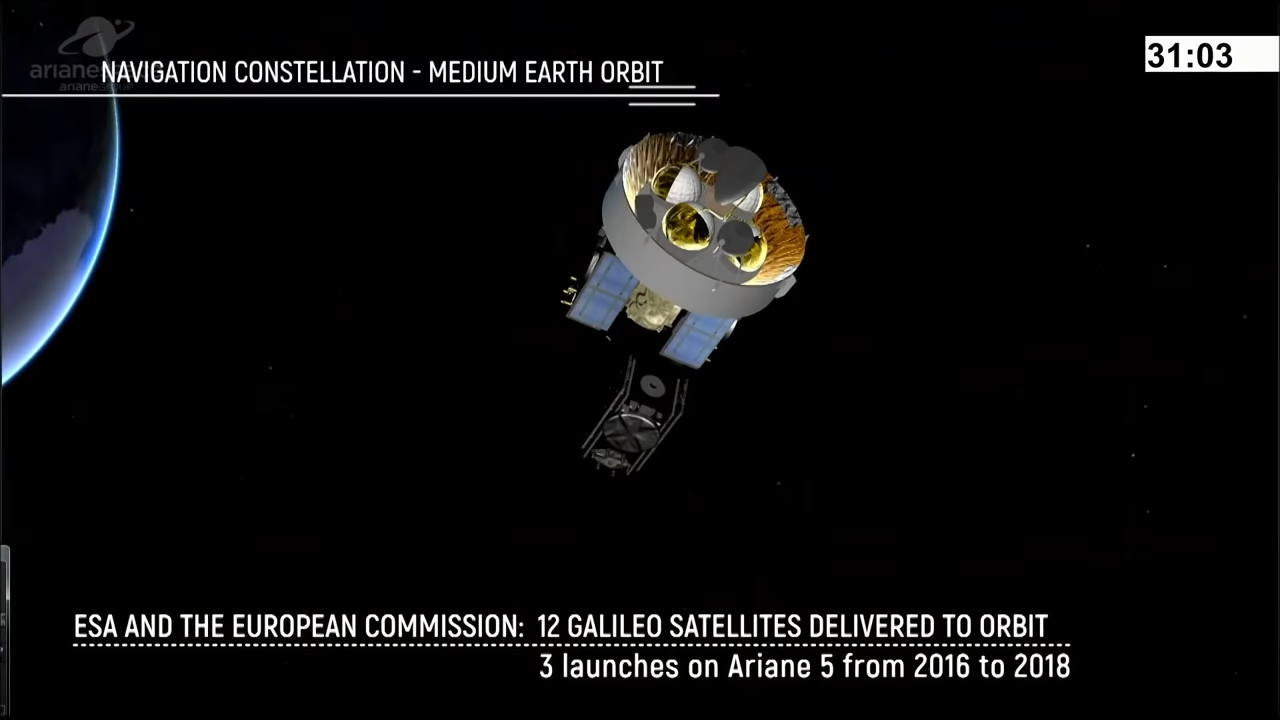 NAVIGATION CONSTELLATION - MEDIUM EARTH ORBIT
arianeGROUP
31:03
ESA AND THE EUROPEAN COMMISSION: 12 GALILEO SATELLITES DELIVERED TO ORBIT
3 launches on Ariane 5 from 2016 to 2018